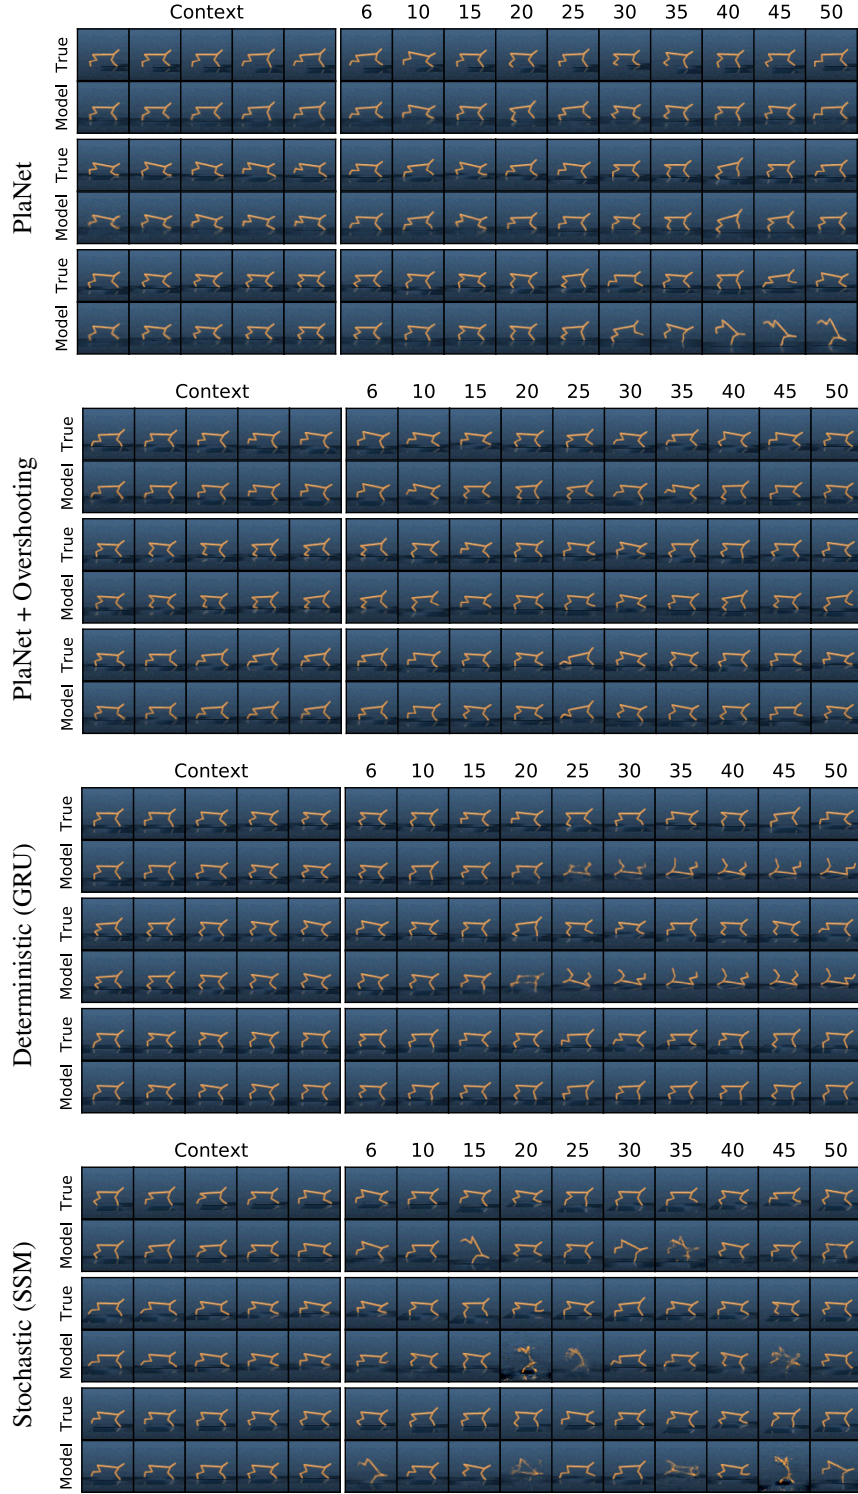 Context 6 10 15 20 25 30 35 40 45 50
PlaNet
True
Model
True
Model
True
Model
Context 6 10 15 20 25 30 35 40 45 50
PlaNet + Overshooting
True
Model
True
Model
True
Model
Context 6 10 15 20 25 30 35 40 45 50
Deterministic (GRU)
True
Model
True
Model
True
Model
Context 6 10 15 20 25 30 35 40 45 50
Stochastic (SSM)
True
Model
True
Model
True
Model